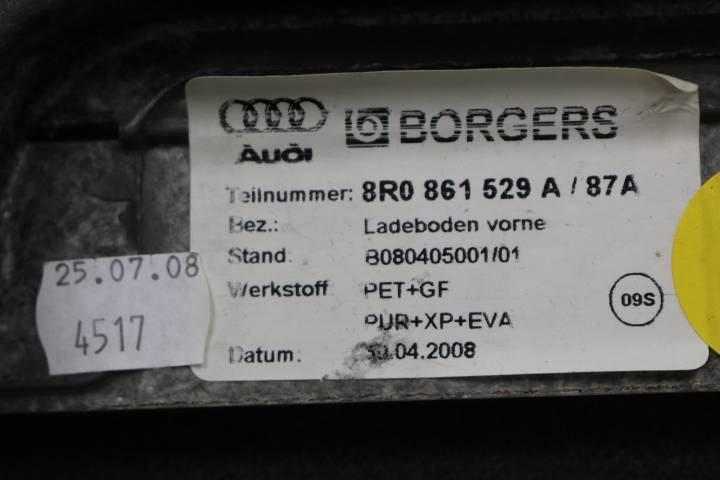 Audi BORGERS
Teilnummer: 8R0 861 529 A / 87A
Bez.: Ladeboden vorne
Stand: B080405001/01
Werkstoff PET+GF
PUR+XP+EVA
09S
Datum: 30.04.2008
25.07.08
4517